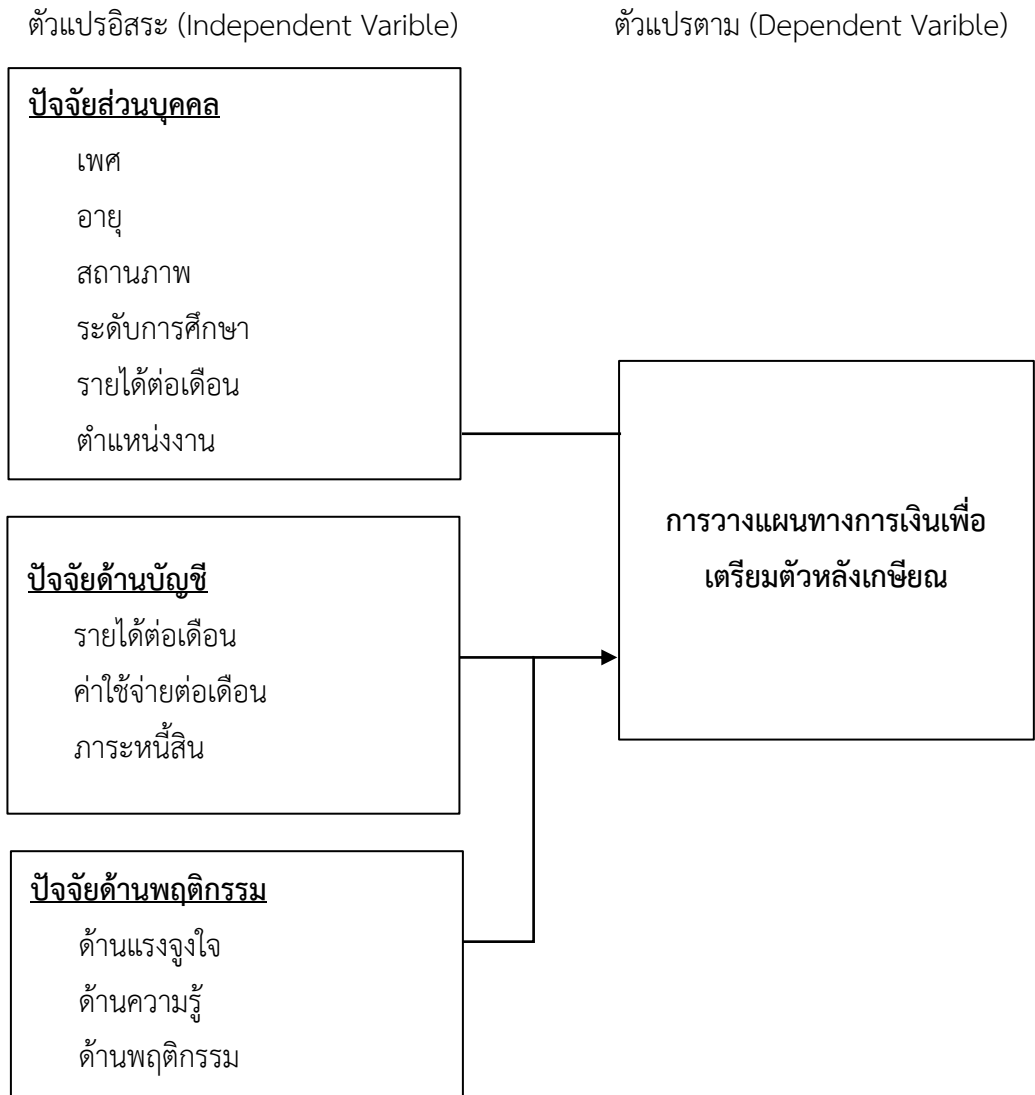 ตัวแปรอิสระ (Independent Varible)
ตัวแปรตาม (Dependent Varible)
ปัจจัยส่วนบุคคล
เพศ
อายุ
สถานภาพ
ระดับการศึกษา
รายได้ต่อเดือน
ตำแหน่งงาน
ปัจจัยด้านบัญชี
รายได้ต่อเดือน
ค่าใช้จ่ายต่อเดือน
ภาระหนี้สิน
ปัจจัยด้านพฤติกรรม
ด้านแรงจูงใจ
ด้านความรู้
ด้านพฤติกรรม
การวางแผนทางการเงินเพื่อ
เตรียมตัวหลังเกษียณ